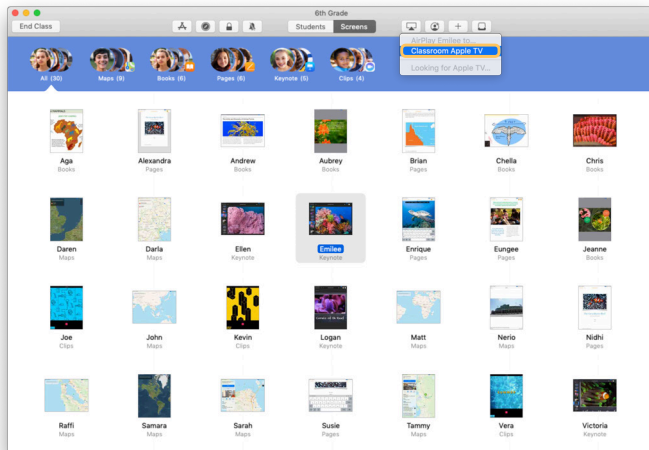 6th Grade
End Class
Students Screens
AirPlay Emilee to
Classroom Apple TV
Looking for Apple TV...
All (30) Maps (9) Books (6) Pages (6) Keynote (5) Clips (4)
Aga Alexandra Andrew Aubrey Brian Chella Chris
Books Pages Books Books Pages Books Books
Daren Darla Ellen Emilee Enrique Eungee Jeanne
Maps Maps Keynote Keynote Pages Pages Books
Joe John Kevin Logan Matt Nerio Nidhi
Clips Maps Clips Keynote Maps Maps Pages
Raffi Samara Sarah Susie Tammy Vera Victoria
Maps Maps Maps Pages Maps Clips Keynote